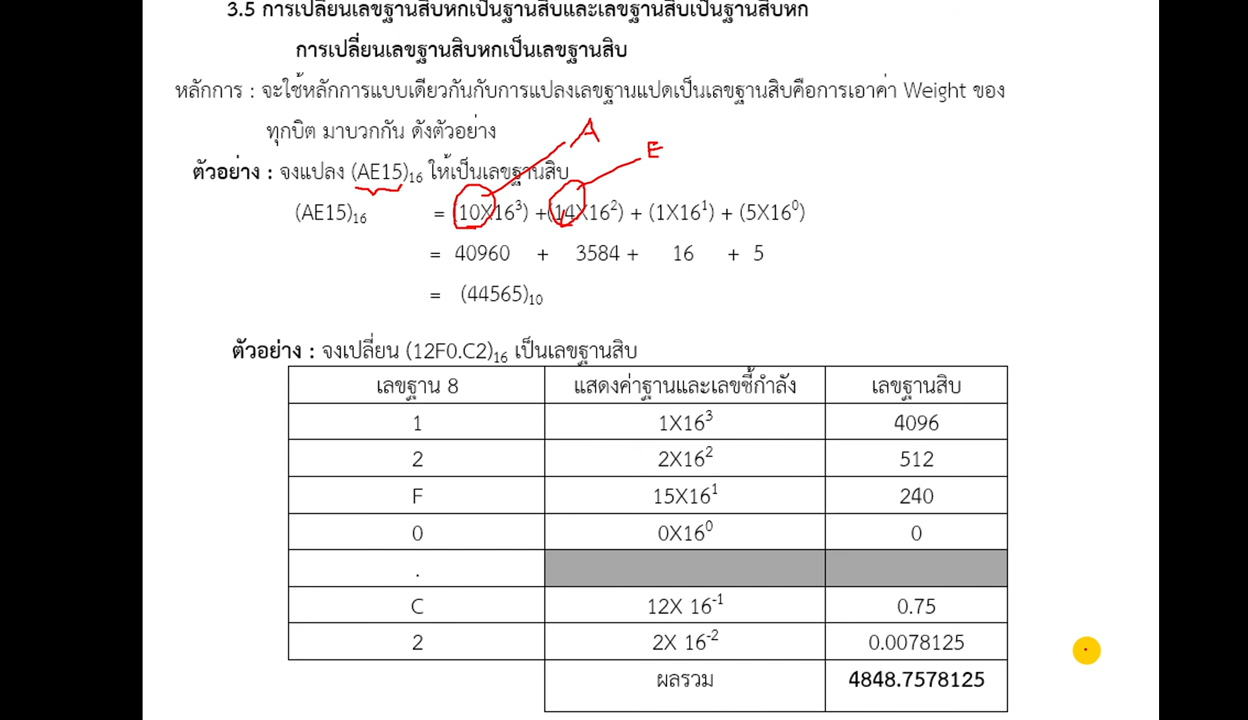 3.5 การเปลี่ยนเลขฐานสิบหกเป็นฐานสิบและเลขฐานสิบเป็นฐานสิบหก
การเปลี่ยนเลขฐานสิบหกเป็นเลขฐานสิบ
หลักการ : จะใช้หลักการแบบเดียวกันกับการแปลงเลขฐานแปดเป็นเลขฐานสิบคือการเอาค่า Weight ของ
ทุกบิต มาบวกกัน ดังตัวอย่าง
A
E
ตัวอย่าง : จงแปลง (AE15)₁₆ ให้เป็นเลขฐานสิบ
(AE15)₁₆ = (10X16³) + (14X16²) + (1X16¹) + (5X16⁰)
= 40960 + 3584 + 16 + 5
= (44565)₁₀
ตัวอย่าง : จงเปลี่ยน (12F0.C2)₁₆ เป็นเลขฐานสิบ
เลขฐาน 8 แสดงค่าฐานและเลขชี้กำลัง เลขฐานสิบ
1 1X16³ 4096
2 2X16² 512
F 15X16¹ 240
0 0X16⁰ 0
.
C 12X 16⁻¹ 0.75
2 2X 16⁻² 0.0078125
ผลรวม 4848.7578125